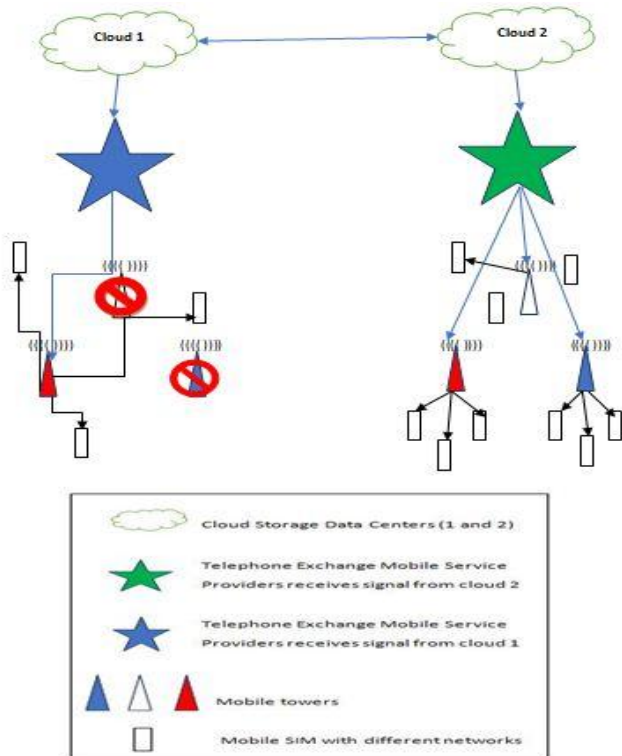 Cloud 1
Cloud 2
Cloud Storage Data Centers (1 and 2)
Telephone Exchange Mobile Service
Providers receives signal from cloud 2
Telephone Exchange Mobile Service
Providers receives signal from cloud 1
Mobile towers
Mobile SIM with different networks